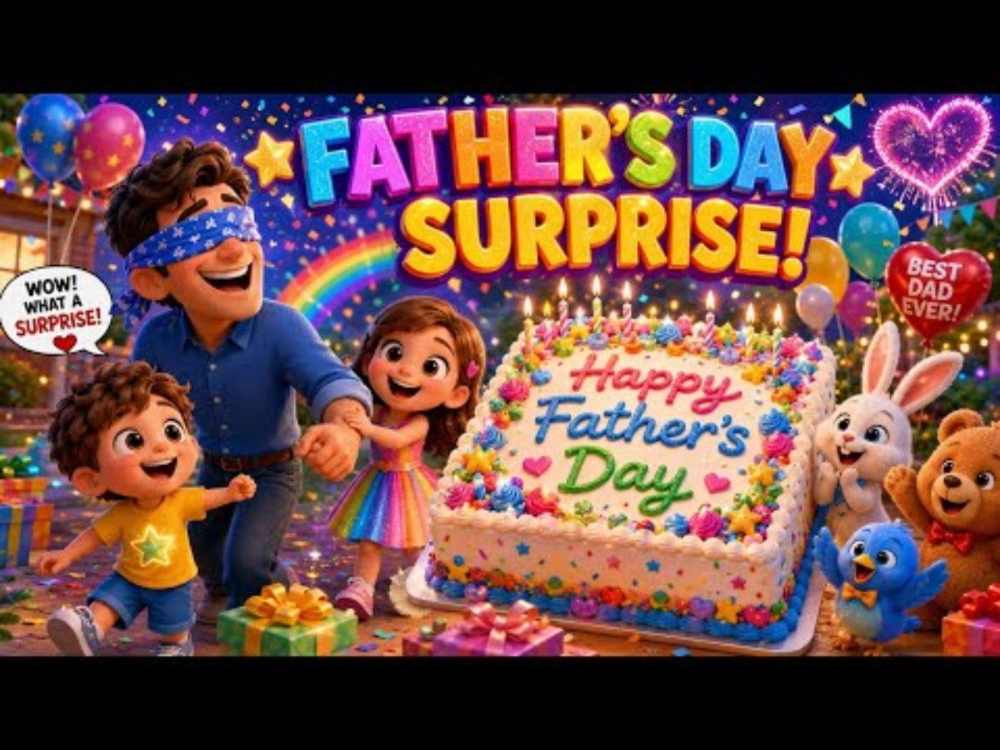 FATHER'S DAY
SURPRISE!
WOW!
WHAT A
SURPRISE!
BEST
DAD
EVER!
Happy
Father's
Day